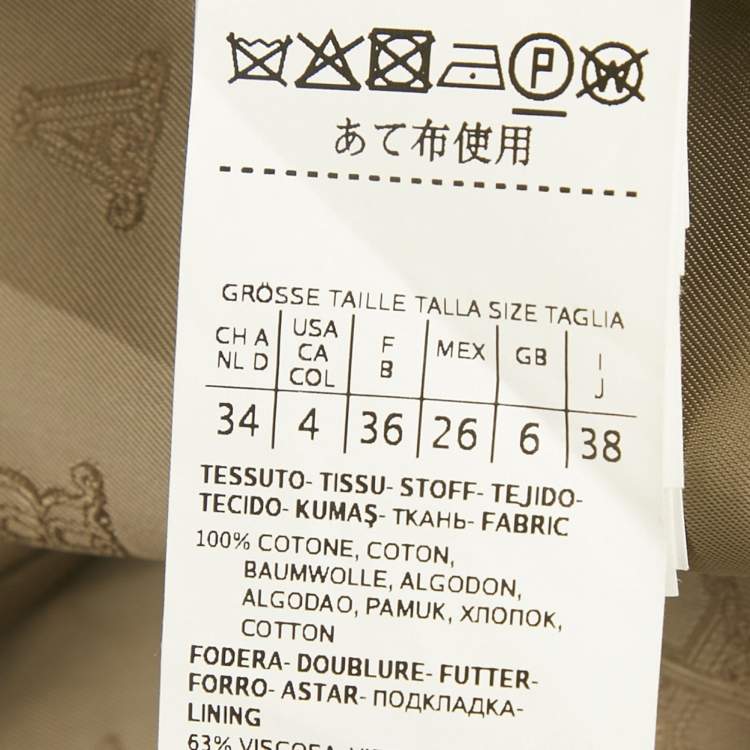 P
W
あて布使用
GRÖSSE TAILLE TALLA SIZE TAGLIA
CH A NL D
USA CA COL
F B
MEX
GB
I J
34 4 36 26 6 38
TESSUTO- TISSU- STOFF- TEJIDO-
TECIDO- KUMAŞ- ТКАНЬ- FABRIC
100% COTONE, COTON,
BAUMWOLLE, ALGODON,
ALGODAO, PAMUK, ХЛОПОК,
COTTON
FODERA- DOUBLURE- FUTTER-
FORRO- ASTAR- ПОДКЛАДКА-
LINING
63% VISCOSA,